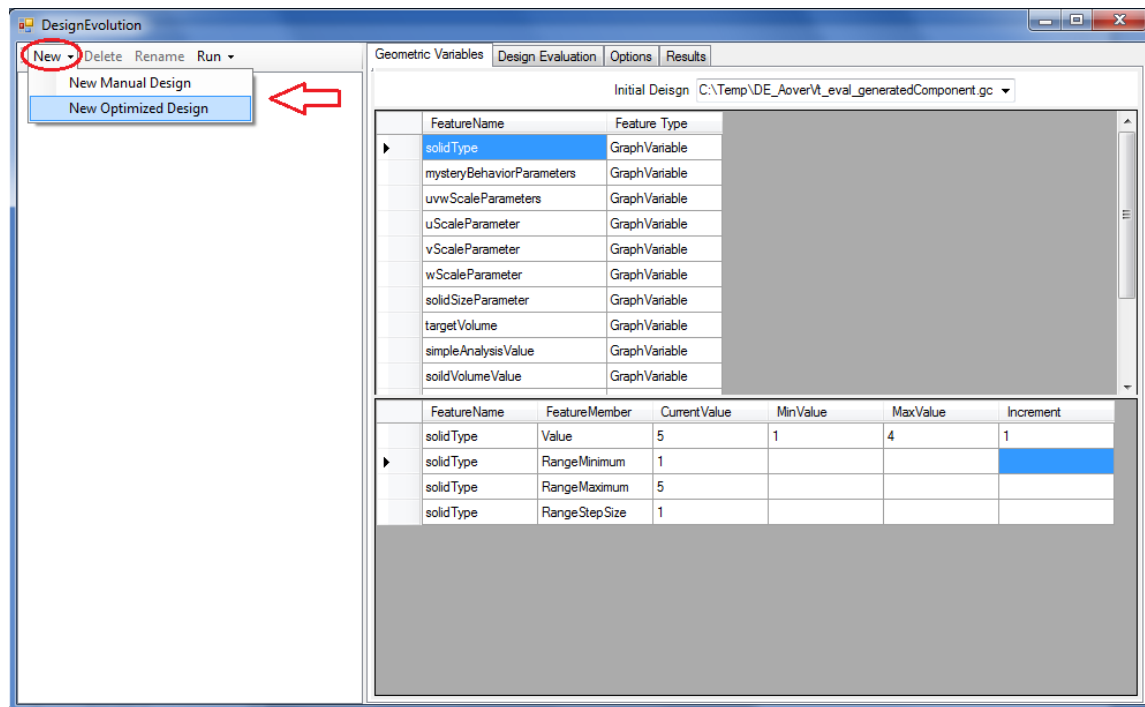 DesignEvolution
New Delete Rename Run
New Manual Design
New Optimized Design
Geometric Variables Design Evaluation Options Results
Initial Deisgn C:\Temp\DE_Aover\t_eval_generatedComponent.gc
FeatureName Feature Type
solidType GraphVariable
mysteryBehaviorParameters GraphVariable
uvwScaleParameters GraphVariable
uScaleParameter GraphVariable
vScaleParameter GraphVariable
wScaleParameter GraphVariable
solidSizeParameter GraphVariable
targetVolume GraphVariable
simpleAnalysisValue GraphVariable
soildVolumeValue GraphVariable
FeatureName FeatureMember CurrentValue MinValue MaxValue Increment
solidType Value 5 1 4 1
solidType RangeMinimum 1
solidType RangeMaximum 5
solidType RangeStepSize 1